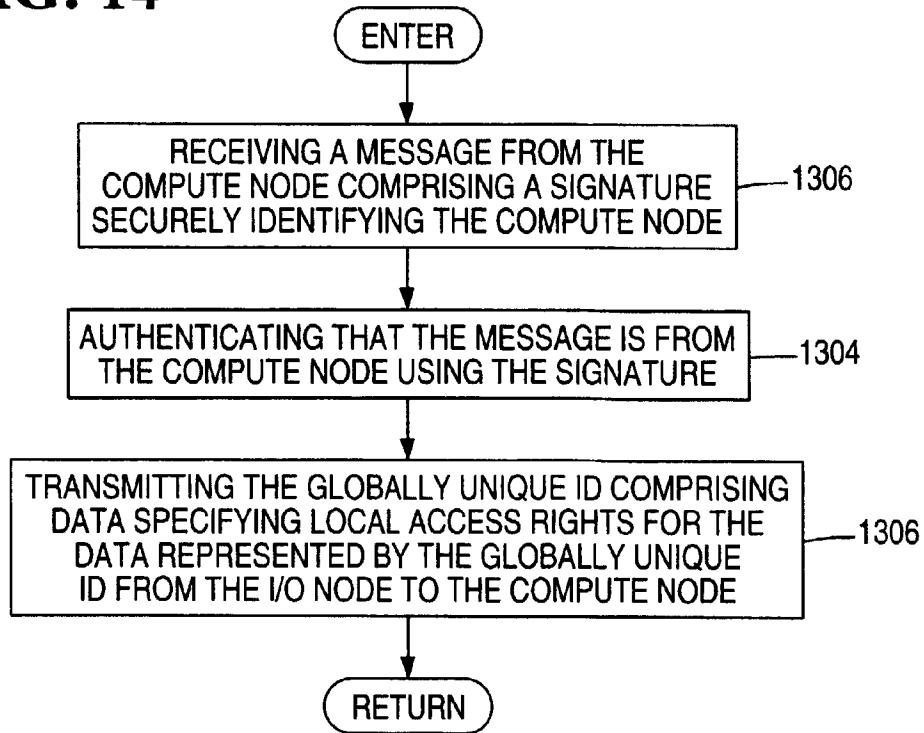 FIG. 14
ENTER
RECEIVING A MESSAGE FROM THE
COMPUTE NODE COMPRISING A SIGNATURE
SECURELY IDENTIFYING THE COMPUTE NODE
1306
AUTHENTICATING THAT THE MESSAGE IS FROM
THE COMPUTE NODE USING THE SIGNATURE
1304
TRANSMITTING THE GLOBALLY UNIQUE ID COMPRISING
DATA SPECIFYING LOCAL ACCESS RIGHTS FOR THE
DATA REPRESENTED BY THE GLOBALLY UNIQUE
ID FROM THE I/O NODE TO THE COMPUTE NODE
1306
RETURN